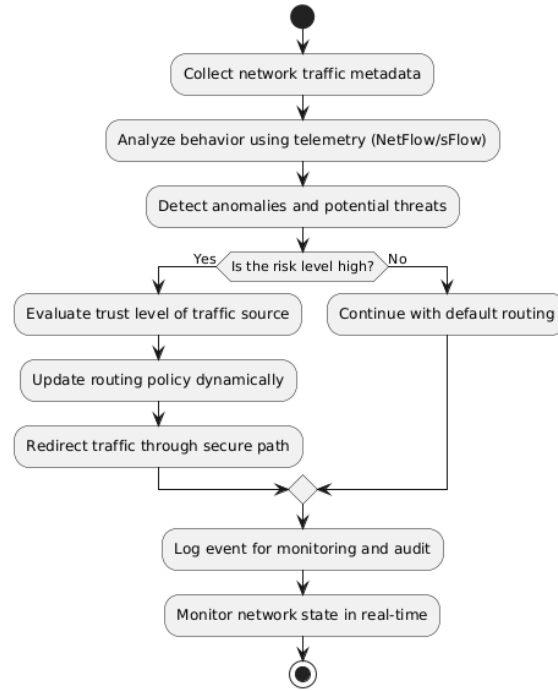 Collect network traffic metadata
Analyze behavior using telemetry (NetFlow/sFlow)
Detect anomalies and potential threats
Is the risk level high?
Yes
No
Evaluate trust level of traffic source
Continue with default routing
Update routing policy dynamically
Redirect traffic through secure path
Log event for monitoring and audit
Monitor network state in real-time